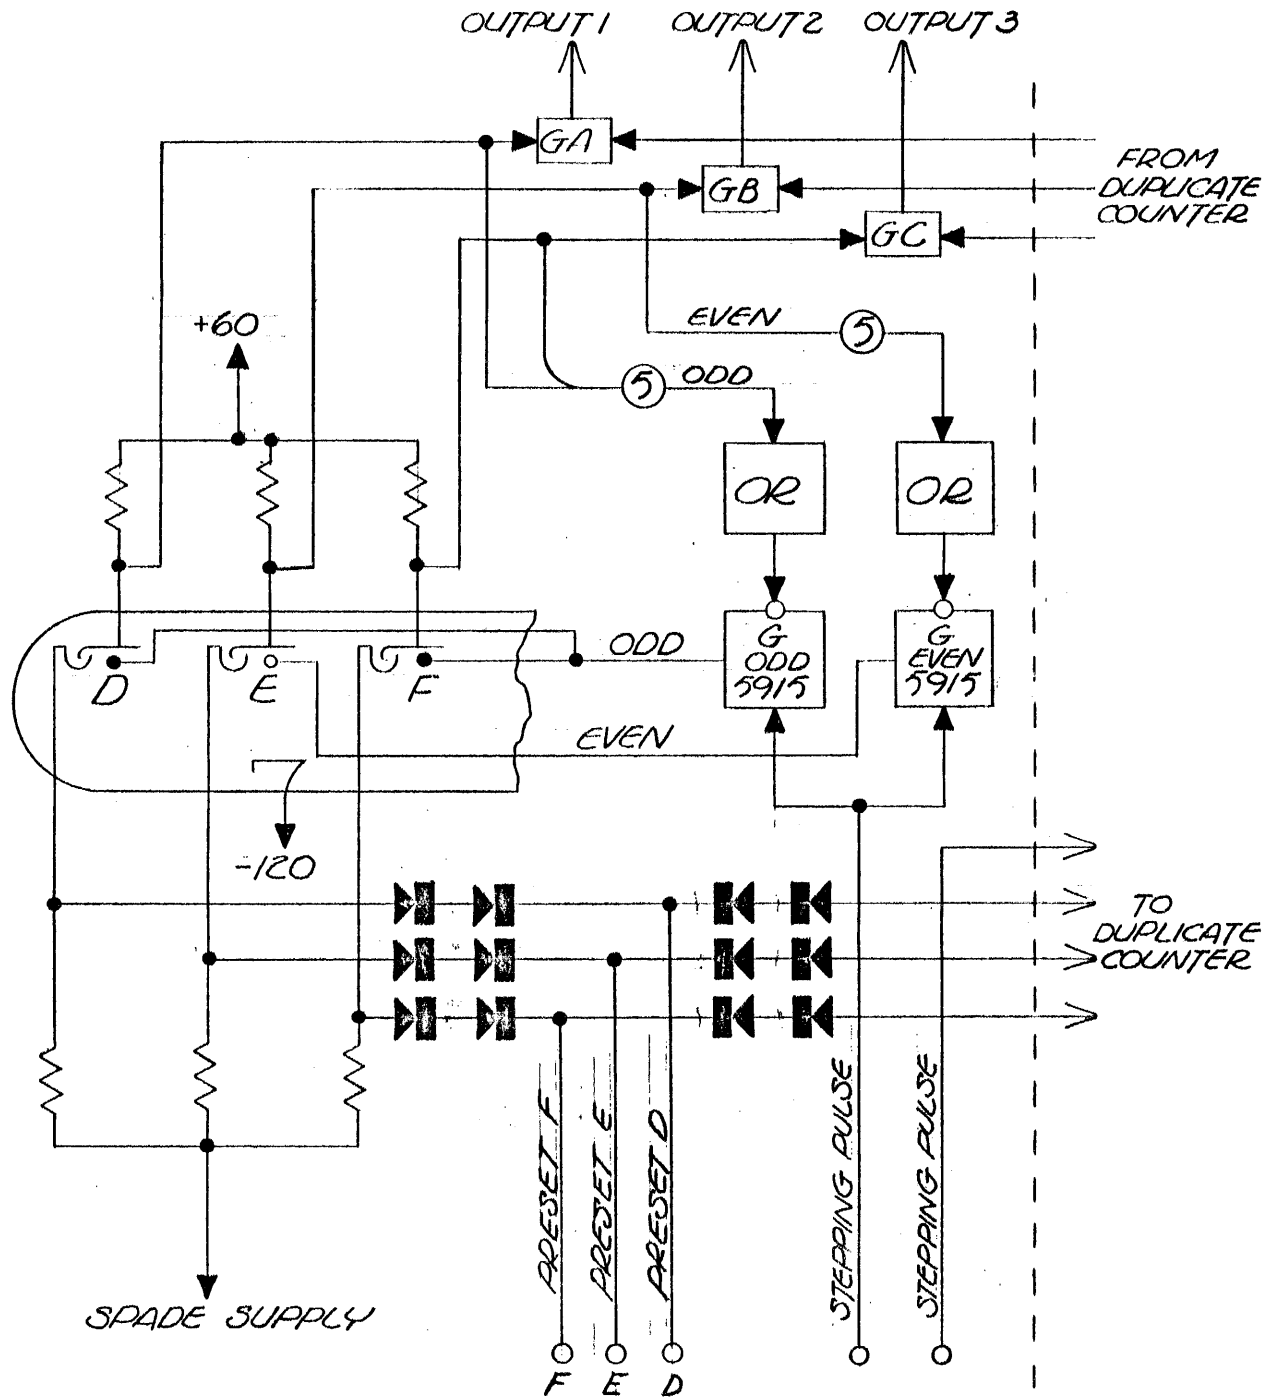 OUTPUT 1
OUTPUT 2
OUTPUT 3
GA
FROM
DUPLICATE
COUNTER
GB
GC
+60
EVEN
5
5
ODD
OR
OR
ODD
G
ODD
5915
G
EVEN
5915
D
E
F
EVEN
-120
TO
DUPLICATE
COUNTER
PRESET F
PRESET E
PRESET D
STEPPING PULSE
STEPPING PULSE
SPADE SUPPLY
F
E
D